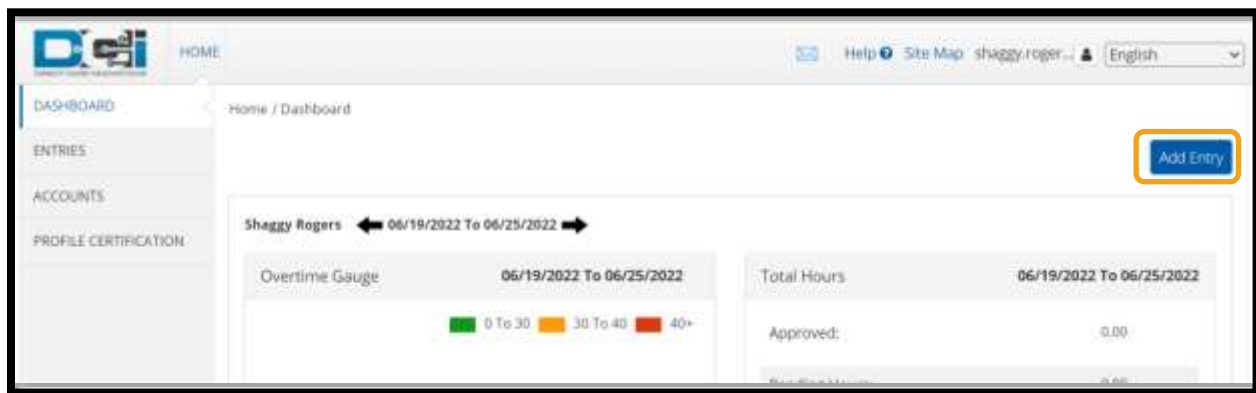 Dci HOME Help Site Map shaggy.roger... English
DASHBOARD Home / Dashboard
ENTRIES Add Entry
ACCOUNTS
Shaggy Rogers 06/19/2022 To 06/25/2022
PROFILE CERTIFICATION
Overtime Gauge 06/19/2022 To 06/25/2022 Total Hours 06/19/2022 To 06/25/2022
0 To 30 30 To 40 40+
Approved: 0.00